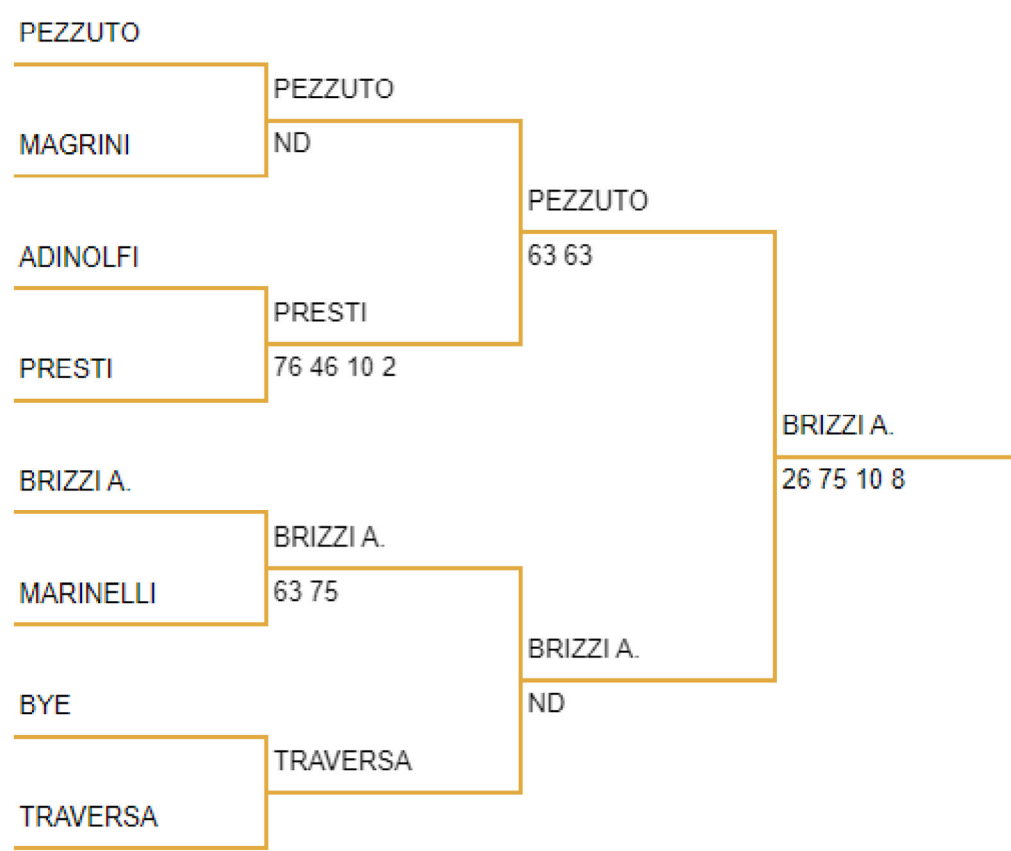 PEZZUTO
PEZZUTO
MAGRINI
ND
PEZZUTO
ADINOLFI
63 63
PRESTI
PRESTI
76 46 10 2
BRIZZI A.
BRIZZI A.
26 75 10 8
BRIZZI A.
MARINELLI
63 75
BRIZZI A.
BYE
ND
TRAVERSA
TRAVERSA